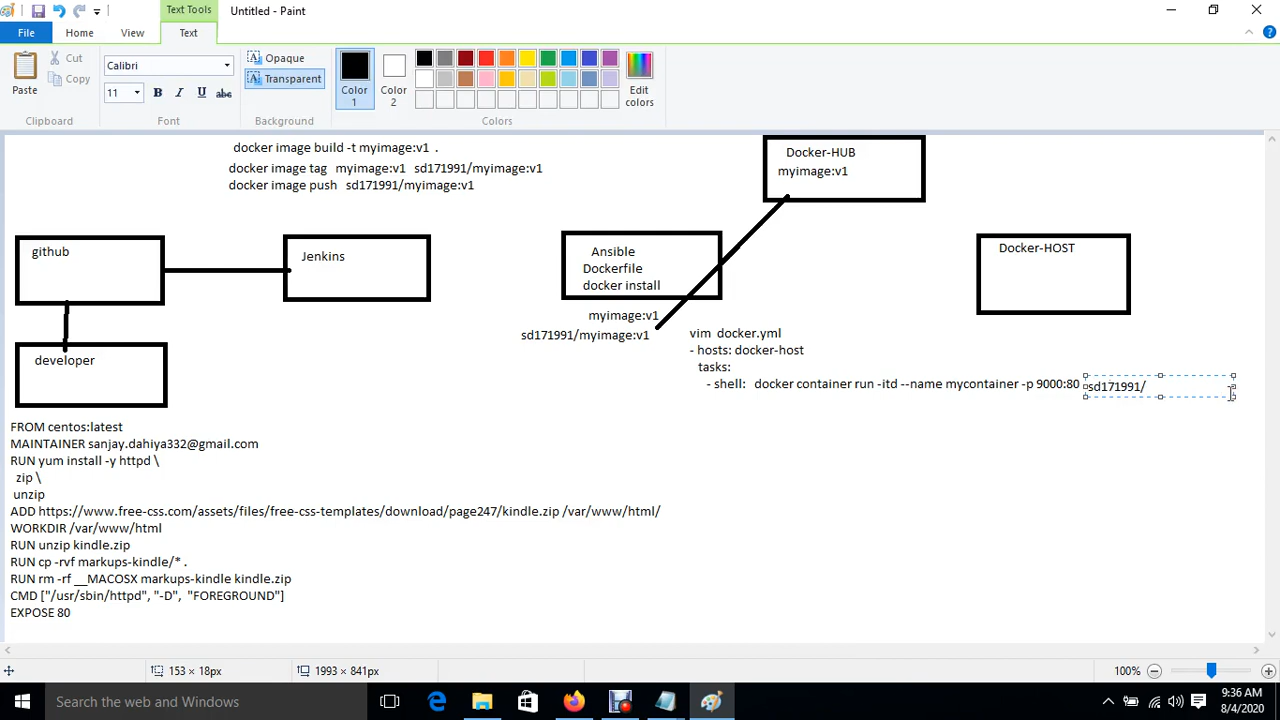 Text Tools
Untitled - Paint
File
Home
View
Text
Paste
Cut
Copy
Clipboard
Calibri
11
B I U abc
Font
Opaque
Transparent
Background
Color 1
Color 2
Edit colors
Colors
docker image build -t myimage:v1 .
docker image tag myimage:v1 sd171991/myimage:v1
docker image push sd171991/myimage:v1
Docker-HUB
myimage:v1
github
Jenkins
Ansible
Dockerfile
docker install
Docker-HOST
myimage:v1
sd171991/myimage:v1
developer
vim docker.yml
- hosts: docker-host
tasks:
- shell: docker container run -itd --name mycontainer -p 9000:80 sd171991/
FROM centos:latest
MAINTAINER sanjay.dahiya332@gmail.com
RUN yum install -y httpd \
zip \
unzip
ADD https://www.free-css.com/assets/files/free-css-templates/download/page247/kindle.zip /var/www/html/
WORKDIR /var/www/html
RUN unzip kindle.zip
RUN cp -rvf markups-kindle/* .
RUN rm -rf __MACOSX markups-kindle kindle.zip
CMD ["/usr/sbin/httpd", "-D", "FOREGROUND"]
EXPOSE 80
153 × 18px
1993 × 841px
100%
Search the web and Windows
9:36 AM
8/4/2020